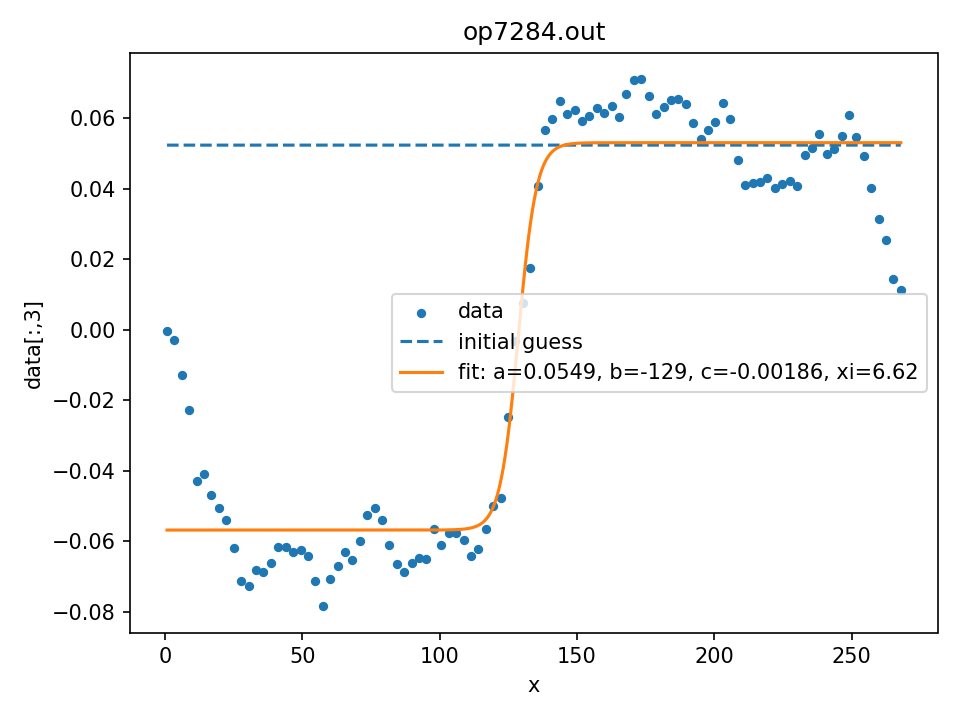 op7284.out
0.06
0.04
0.02
0.00
−0.02
−0.04
−0.06
−0.08
data[:,3]
data
initial guess
fit: a=0.0549, b=-129, c=-0.00186, xi=6.62
0 50 100 150 200 250
x